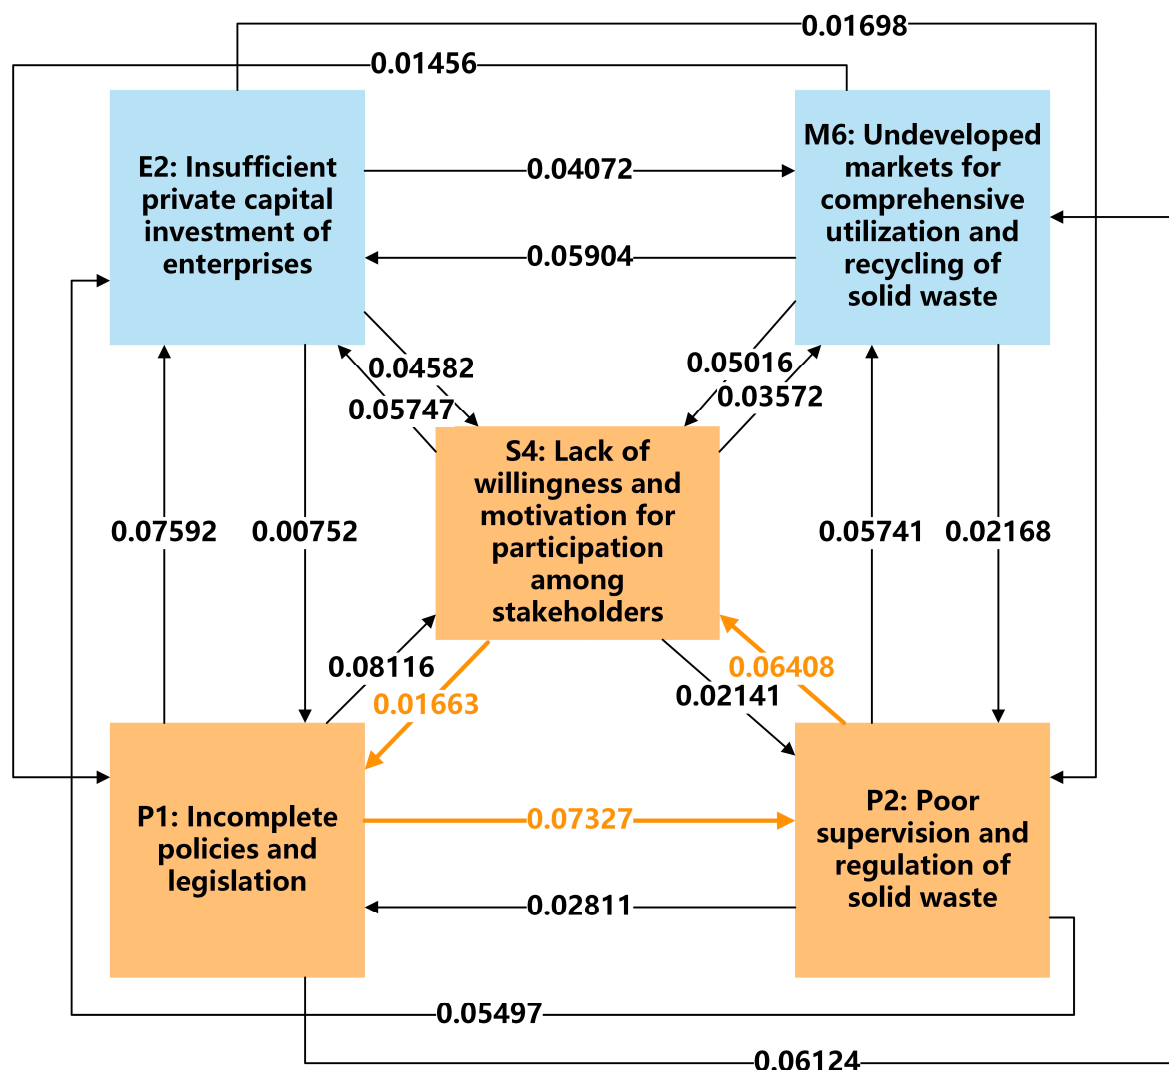 0.01698
0.01456
E2: Insufficient
private capital
investment of
enterprises
M6: Undeveloped
markets for
comprehensive
utilization and
recycling of
solid waste
0.04072
0.05904
0.04582
0.05747
0.05016
0.03572
S4: Lack of
willingness and
motivation for
participation
among
stakeholders
0.07592
0.00752
0.05741
0.02168
0.08116
0.01663
0.06408
0.02141
P1: Incomplete
policies and
legislation
0.07327
0.02811
P2: Poor
supervision and
regulation of
solid waste
0.05497
0.06124